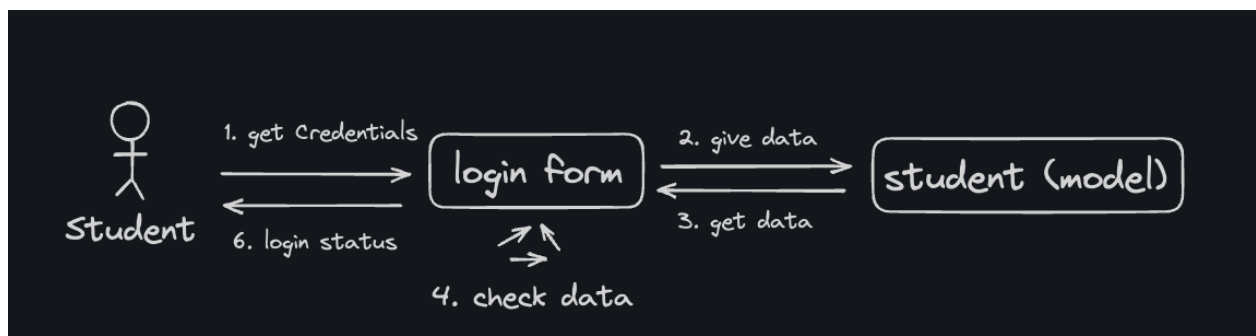 1. get Credentials
2. give data
login form
student (model)
Student
6. login status
3. get data
4. check data